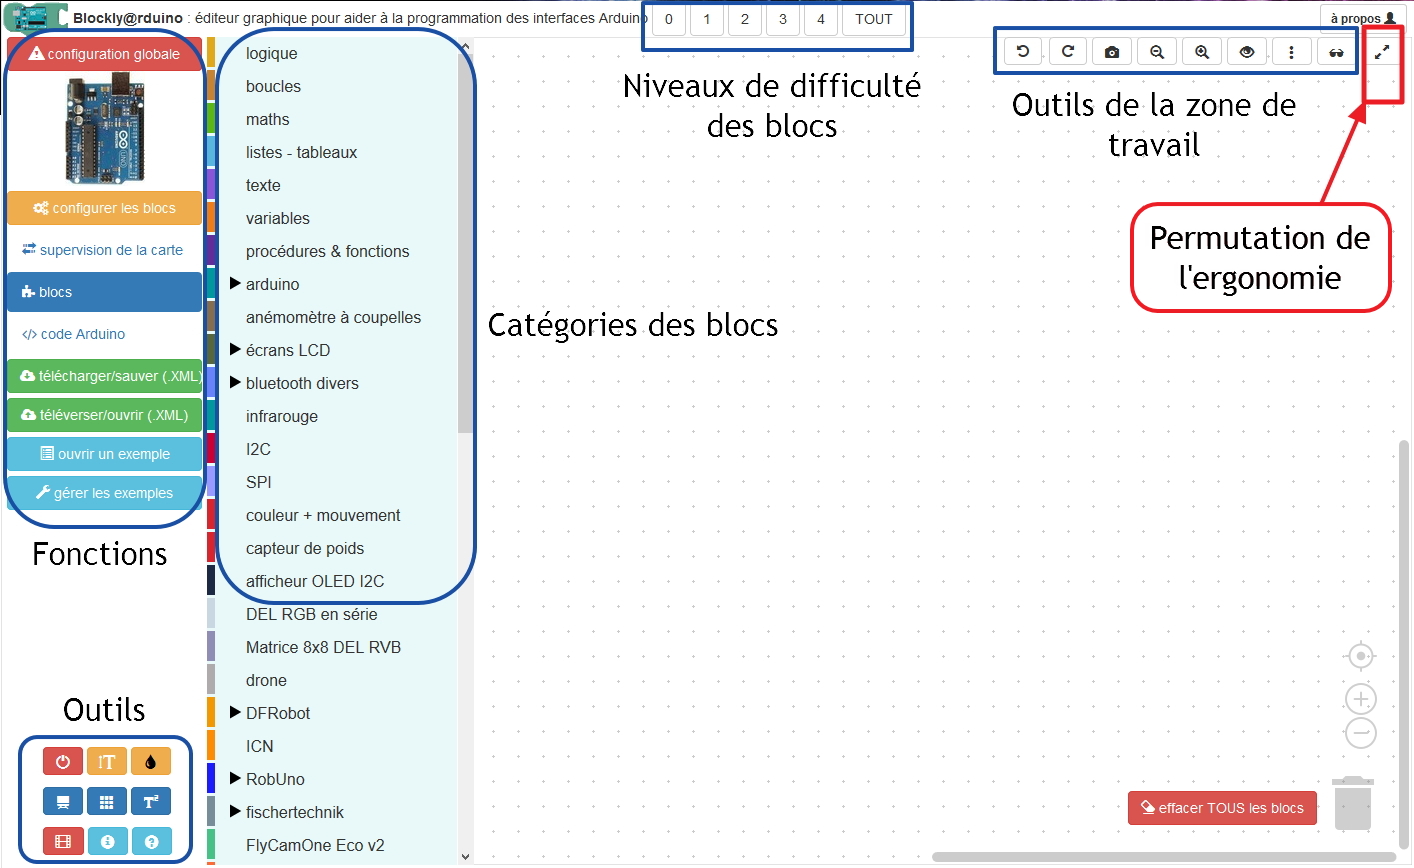 Blockly@rduino : éditeur graphique pour aider à la programmation des interfaces Arduino
0 1 2 3 4 TOUT
à propos
configuration globale
configurer les blocs
supervision de la carte
blocs
code Arduino
télécharger/sauver (.XML)
téléverser/ouvrir (.XML)
ouvrir un exemple
gérer les exemples
Fonctions
Outils
!T
T²
logique
boucles
maths
listes - tableaux
texte
variables
procédures & fonctions
arduino
anémomètre à coupelles
écrans LCD
bluetooth divers
infrarouge
I2C
SPI
couleur + mouvement
capteur de poids
afficheur OLED I2C
DEL RGB en série
Matrice 8x8 DEL RVB
drone
DFRobot
ICN
RobUno
fischertechnik
FlyCamOne Eco v2
Niveaux de difficulté
des blocs
Catégories des blocs
Outils de la zone de
travail
Permutation de
l'ergonomie
effacer TOUS les blocs